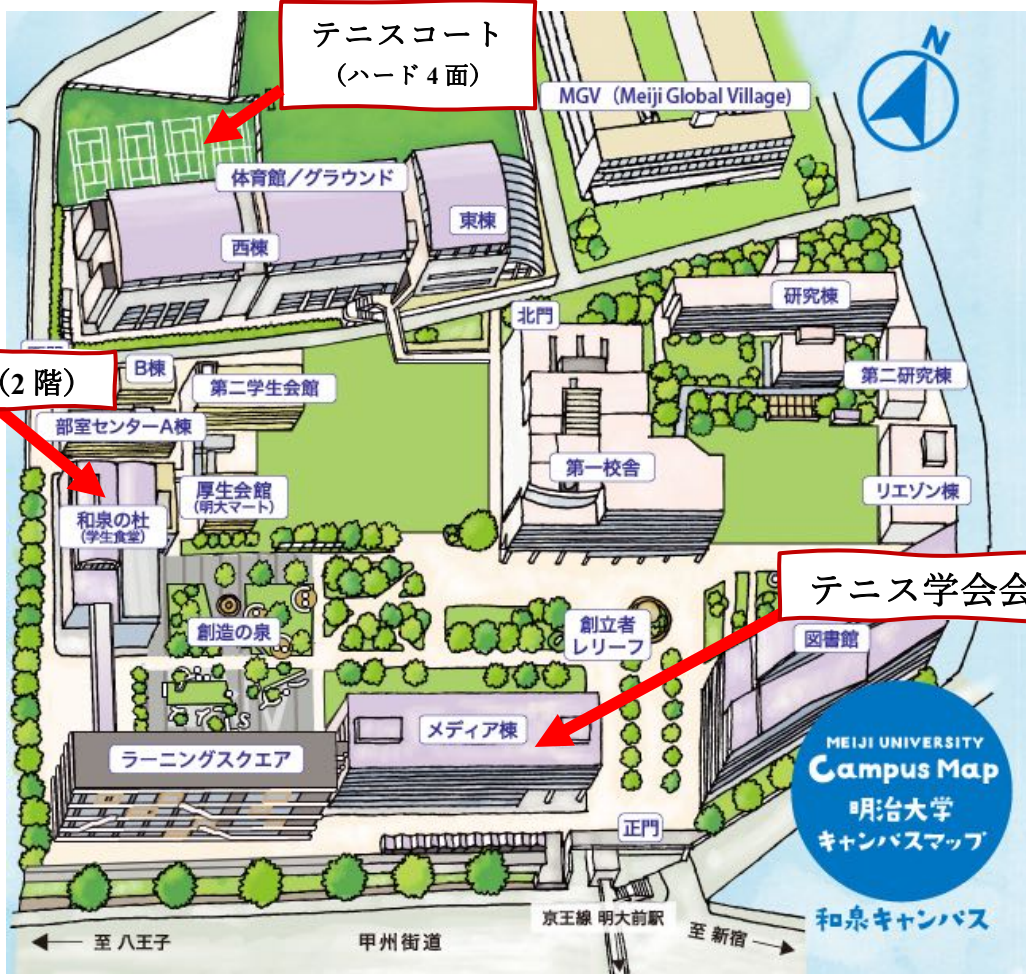 テニスコート
（ハード 4 面）
N
MGV（Meiji Global Village)
体育館／グラウンド
東棟
西棟
研究棟
北門
（2 階）
B棟
第二学生会館
第二研究棟
部室センターA棟
第一校舎
厚生会館
（明大マート）
リエゾン棟
和泉の杜
（学生食堂）
テニス学会会
創造の泉
創立者
レリーフ
図書館
メディア棟
ラーニングスクエア
MEIJI UNIVERSITY
Campus Map
明治大学
キャンパスマップ
正門
和泉キャンパス
京王線 明大前駅
至 八王子
甲州街道
至 新宿